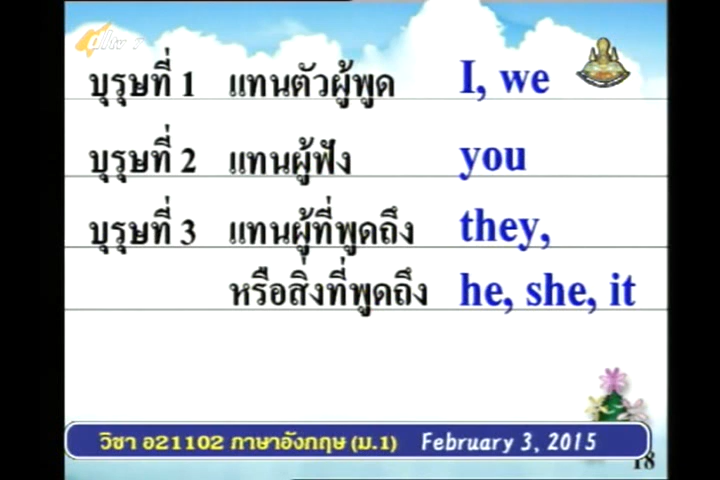 บุรุษที่ 1 แทนตัวผู้พูด I, we
บุรุษที่ 2 แทนผู้ฟัง you
บุรุษที่ 3 แทนผู้ที่พูดถึง they,
หรือสิ่งที่พูดถึง he, she, it
วิชา อ21102 ภาษาอังกฤษ (ม.1) February 3, 2015
18